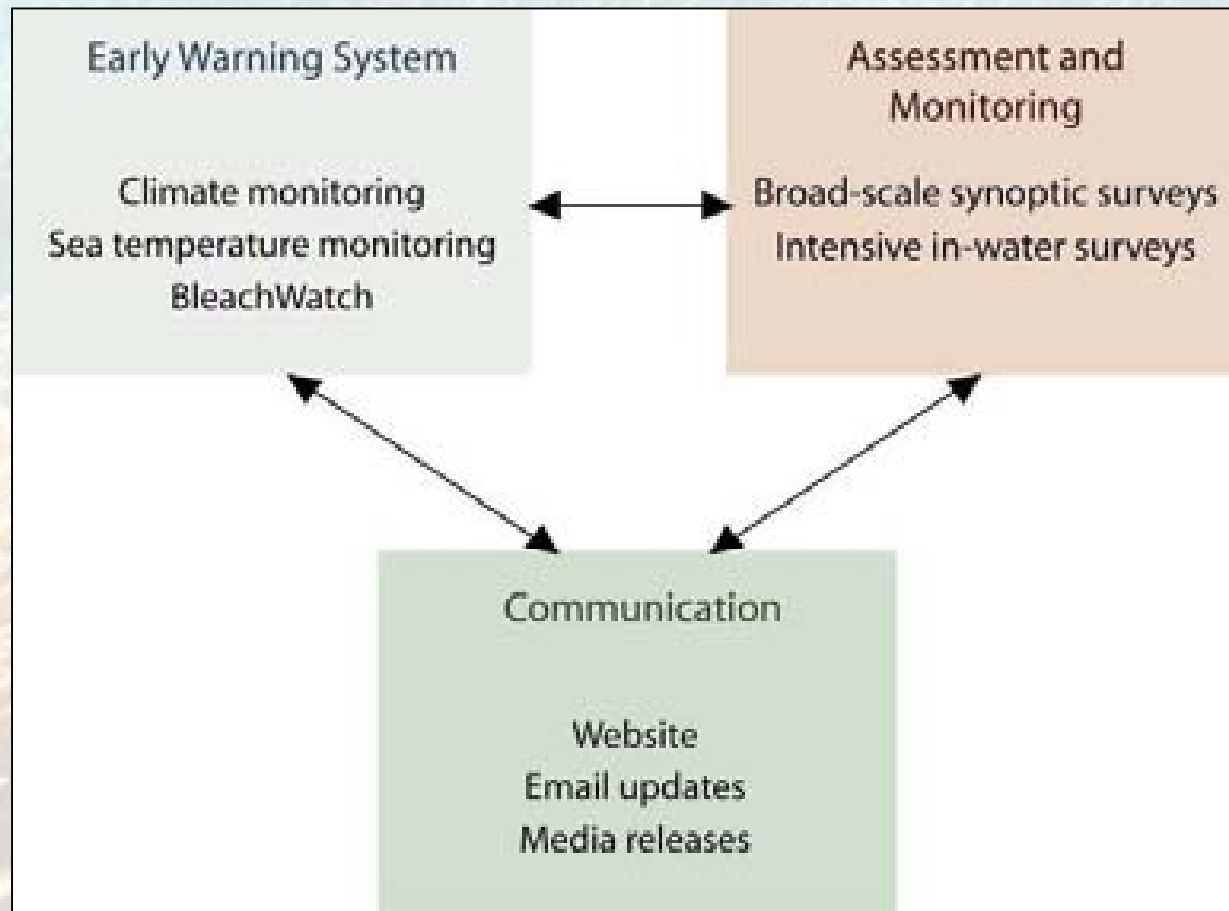 Early Warning System
Climate monitoring
Sea temperature monitoring
BleachWatch
Assessment and
Monitoring
Broad-scale synoptic surveys
Intensive in-water surveys
Communication
Website
Email updates
Media releases